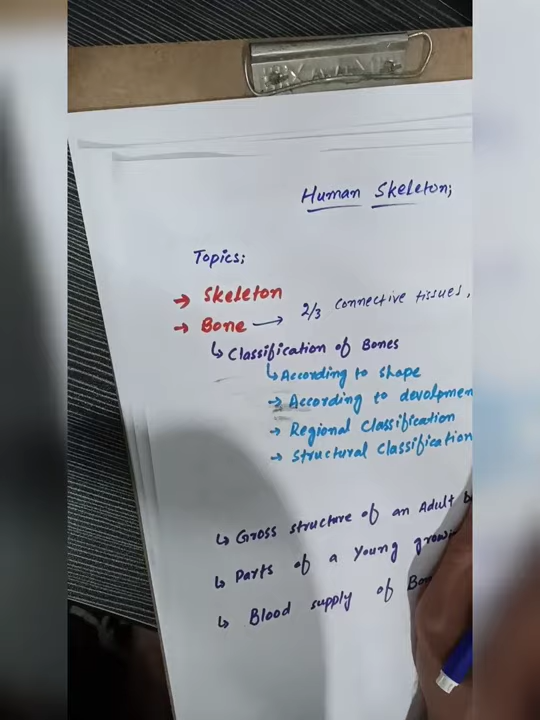 Human Skeleton;
Topics;
→ Skeleton
→ Bone → 2/3 connective tissues,
↳ Classification of Bones
↳ According to shape
→ According to devolpmen
→ Regional Classification
→ Structural Classification
↳ Gross structure of an Adult
↳ Parts of a Young
↳ Blood supply of